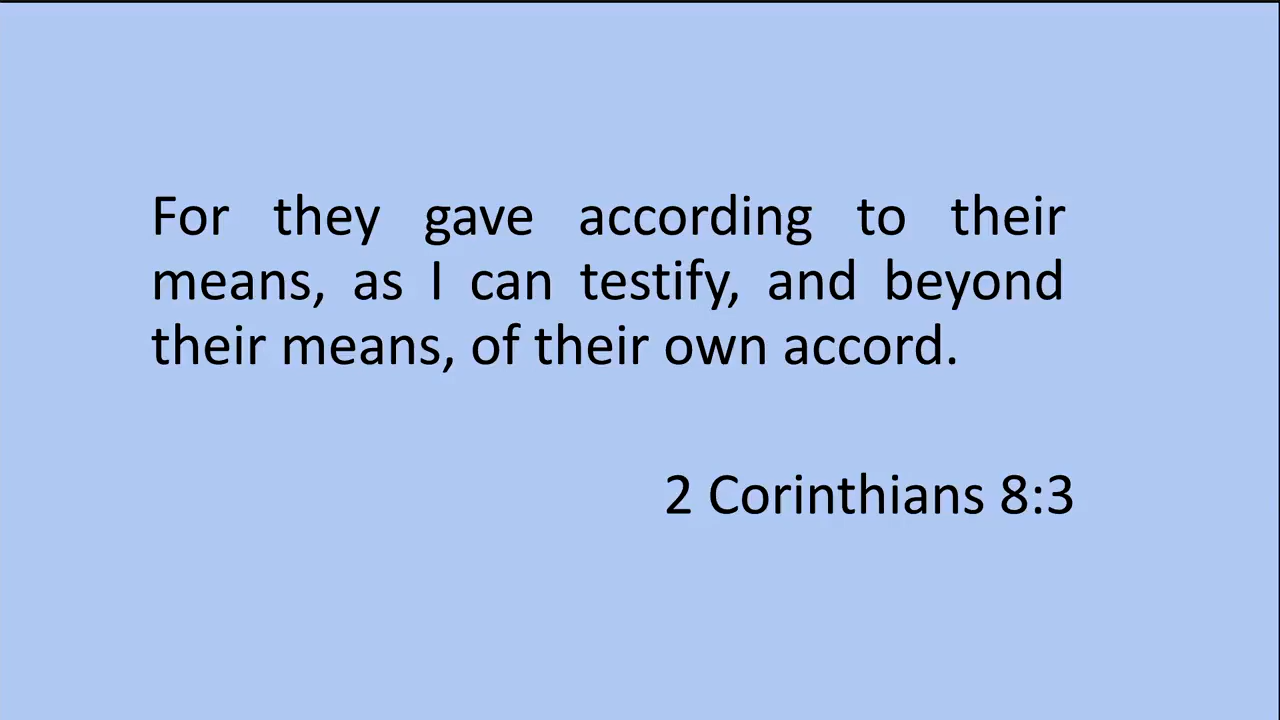 For they gave according to their
means, as I can testify, and beyond
their means, of their own accord.
2 Corinthians 8:3